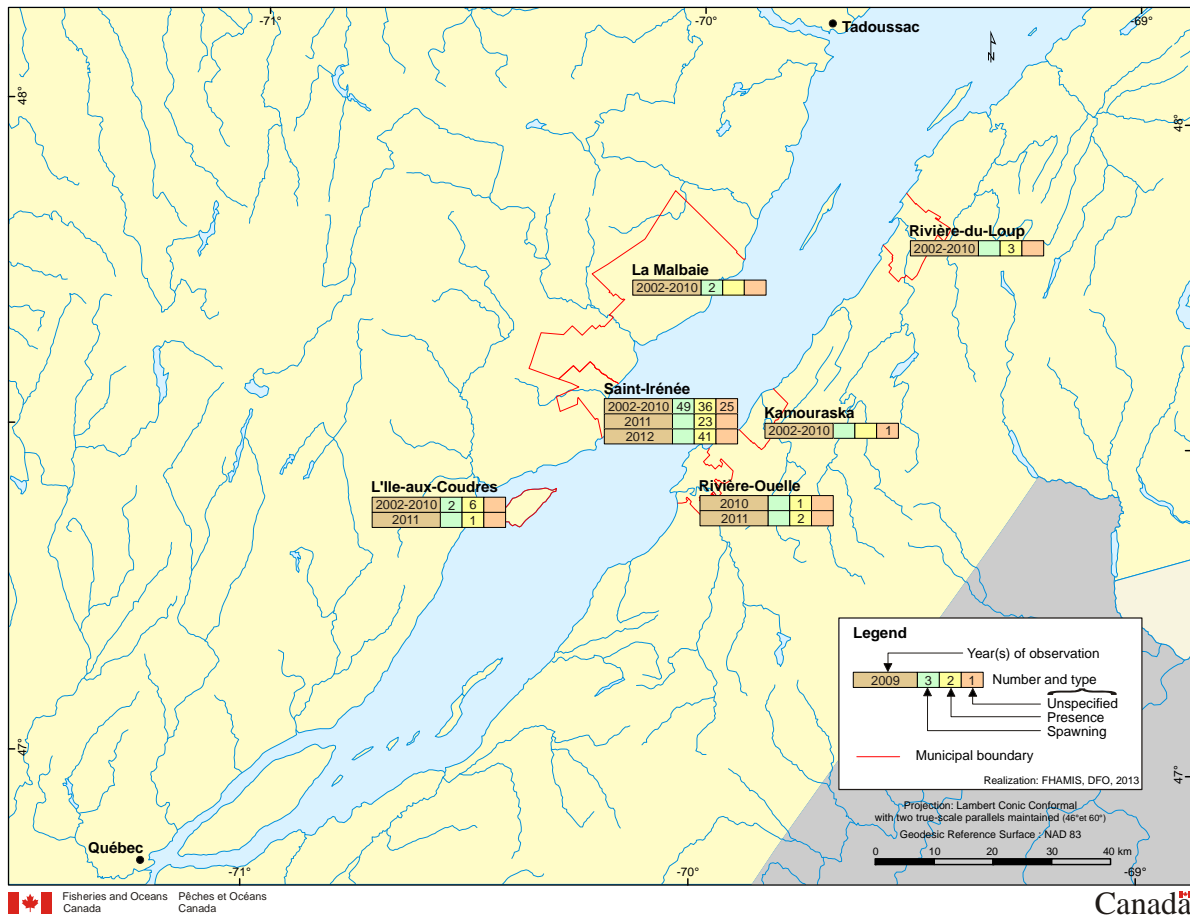 -71°
-70°
-69°
Tadoussac
N
48°
48°
Rivière-du-Loup
2002-2010 3
La Malbaie
2002-2010 2
Saint-Irénée
2002-2010 49 36 25
2011 23
2012 41
Kamouraska
2002-2010 1
L'Ile-aux-Coudres
2002-2010 2 6
2011 1
Rivière-Ouelle
2010 1
2011 2
Legend
Year(s) of observation
2009 3 2 1 Number and type
Unspecified
Presence
Spawning
Municipal boundary
Realization: FHAMIS, DFO, 2013
47°
47°
Projection: Lambert Conic Conformal
with two true-scale parallels maintained (46°et 60°)
Geodesic Reference Surface : NAD 83
0 10 20 30 40 km
Québec
-71°
-70°
-69°
Fisheries and Oceans Pêches et Océans
Canada Canada
Canada